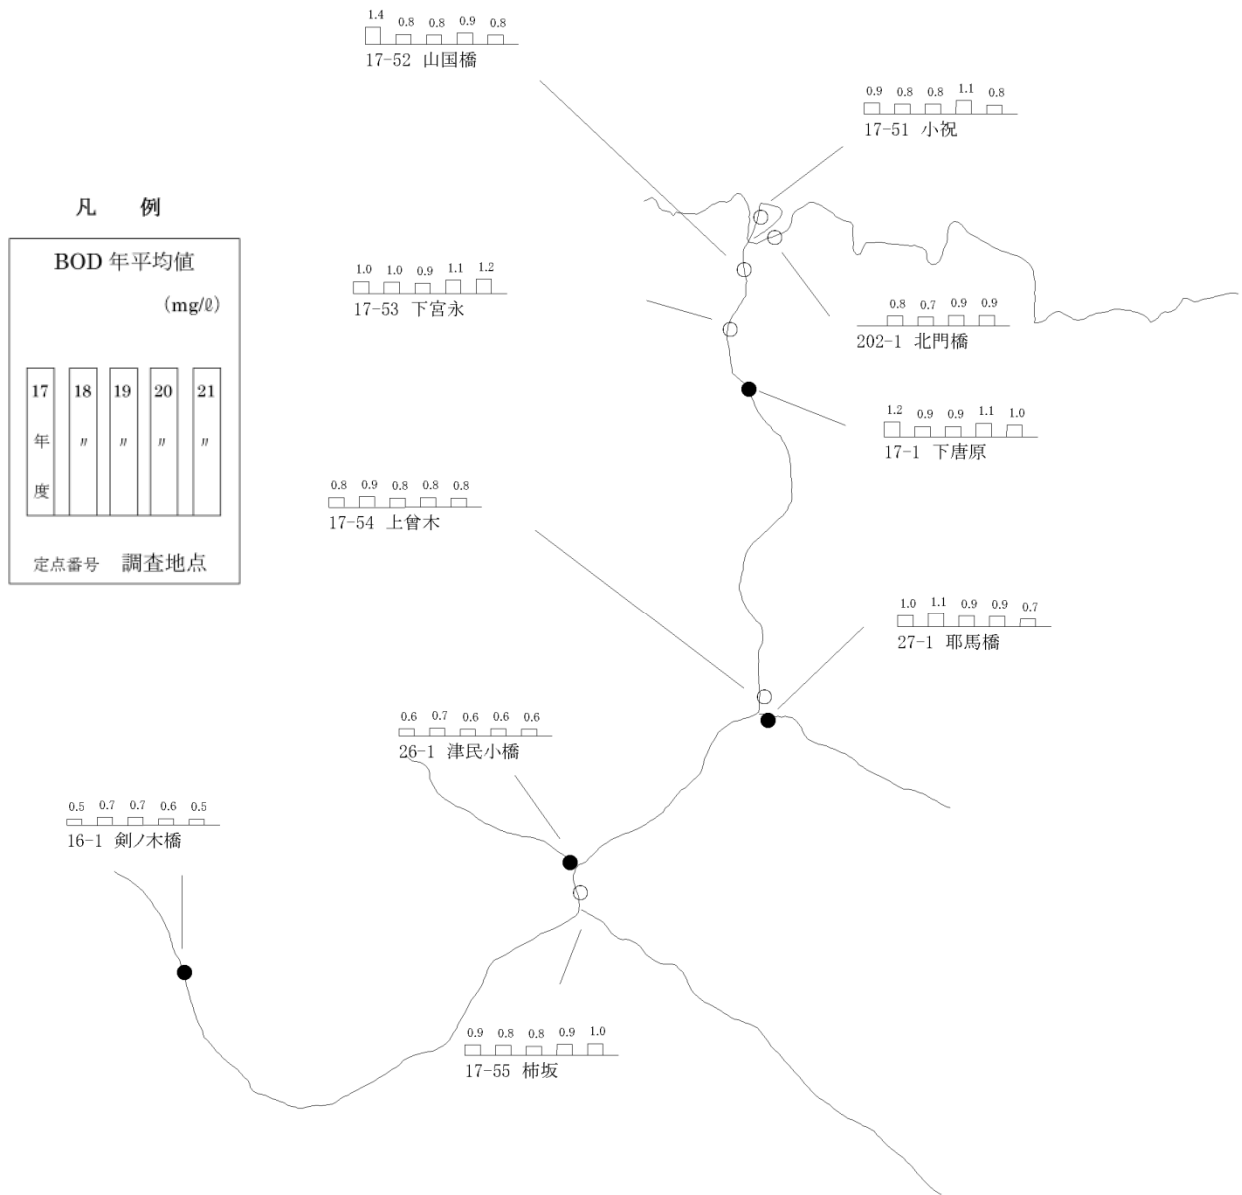 1.4 0.8 0.8 0.9 0.8
17-52 山国橋
0.9 0.8 0.8 1.1 0.8
17-51 小祝
凡 例
BOD 年平均値
(mg/ℓ)
17 18 19 20 21
年 〃 〃 〃 〃
度
定点番号 調査地点
1.0 1.0 0.9 1.1 1.2
17-53 下宮永
0.8 0.7 0.9 0.9
202-1 北門橋
1.2 0.9 0.9 1.1 1.0
17-1 下唐原
0.8 0.9 0.8 0.8 0.8
17-54 上曾木
1.0 1.1 0.9 0.9 0.7
27-1 耶馬橋
0.6 0.7 0.6 0.6 0.6
26-1 津民小橋
0.5 0.7 0.7 0.6 0.5
16-1 剣ノ木橋
0.9 0.8 0.8 0.9 1.0
17-55 柿坂